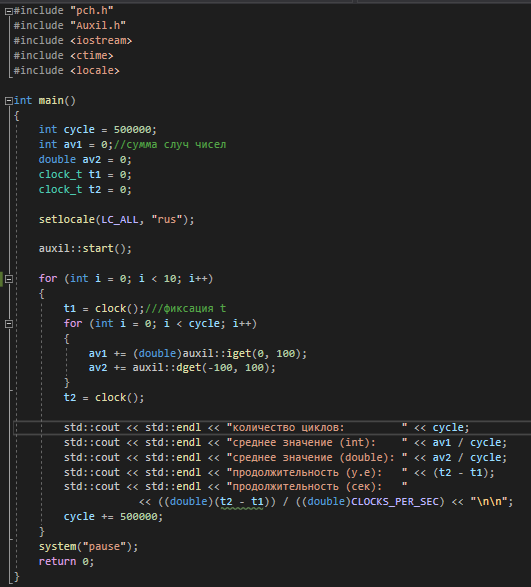 #include "pch.h"
#include "Auxil.h"
#include <iostream>
#include <ctime>
#include <locale>
int main()
{
int cycle = 500000;
int av1 = 0;//сумма случ чисел
double av2 = 0;
clock_t t1 = 0;
clock_t t2 = 0;
setlocale(LC_ALL, "rus");
auxil::start();
for (int i = 0; i < 10; i++)
{
t1 = clock();///фиксация t
for (int i = 0; i < cycle; i++)
{
av1 += (double)auxil::iget(0, 100);
av2 += auxil::dget(-100, 100);
}
t2 = clock();
std::cout << std::endl << "количество циклов:         " << cycle;
std::cout << std::endl << "среднее значение (int):    " << av1 / cycle;
std::cout << std::endl << "среднее значение (double): " << av2 / cycle;
std::cout << std::endl << "продолжительность (у.е):   " << (t2 - t1);
std::cout << std::endl << "продолжительность (сек):   "
<< ((double)(t2 - t1)) / ((double)CLOCKS_PER_SEC) << "\n\n";
cycle += 500000;
}
system("pause");
return 0;
}